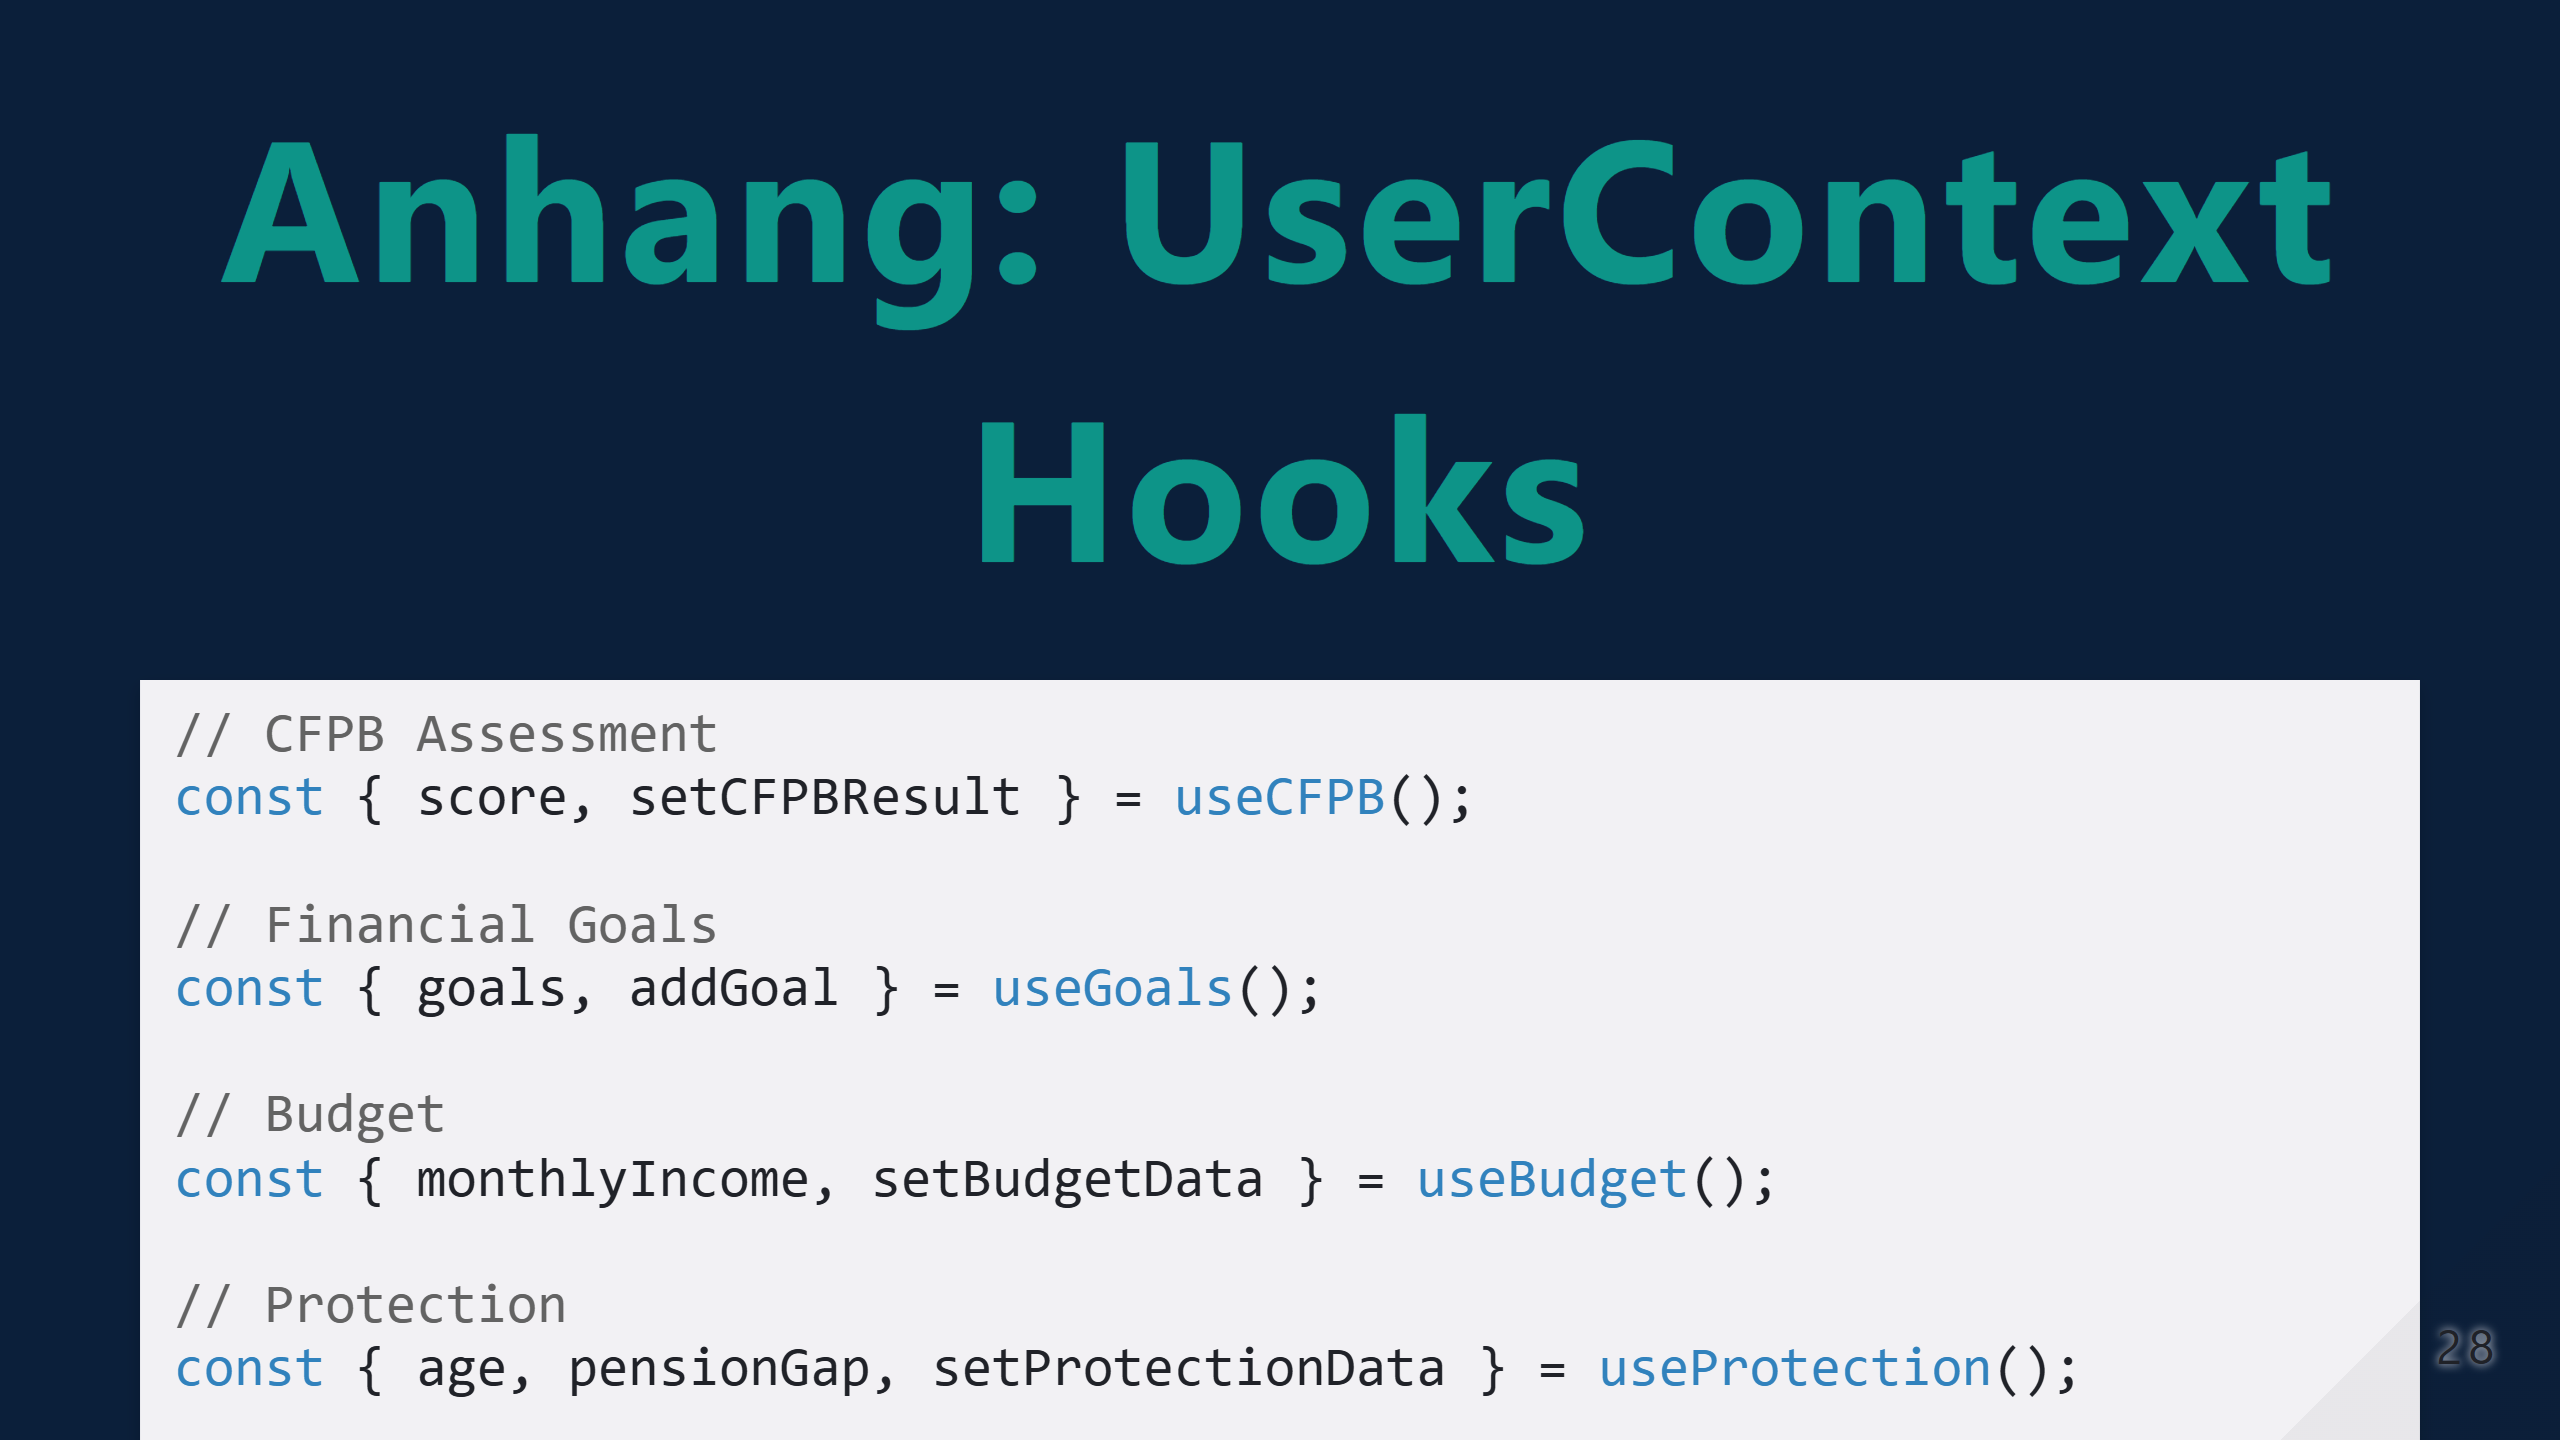 Anhang: UserContext
Hooks
// CFPB Assessment
const { score, setCFPBResult } = useCFPB();
// Financial Goals
const { goals, addGoal } = useGoals();
// Budget
const { monthlyIncome, setBudgetData } = useBudget();
// Protection
const { age, pensionGap, setProtectionData } = useProtection();
28